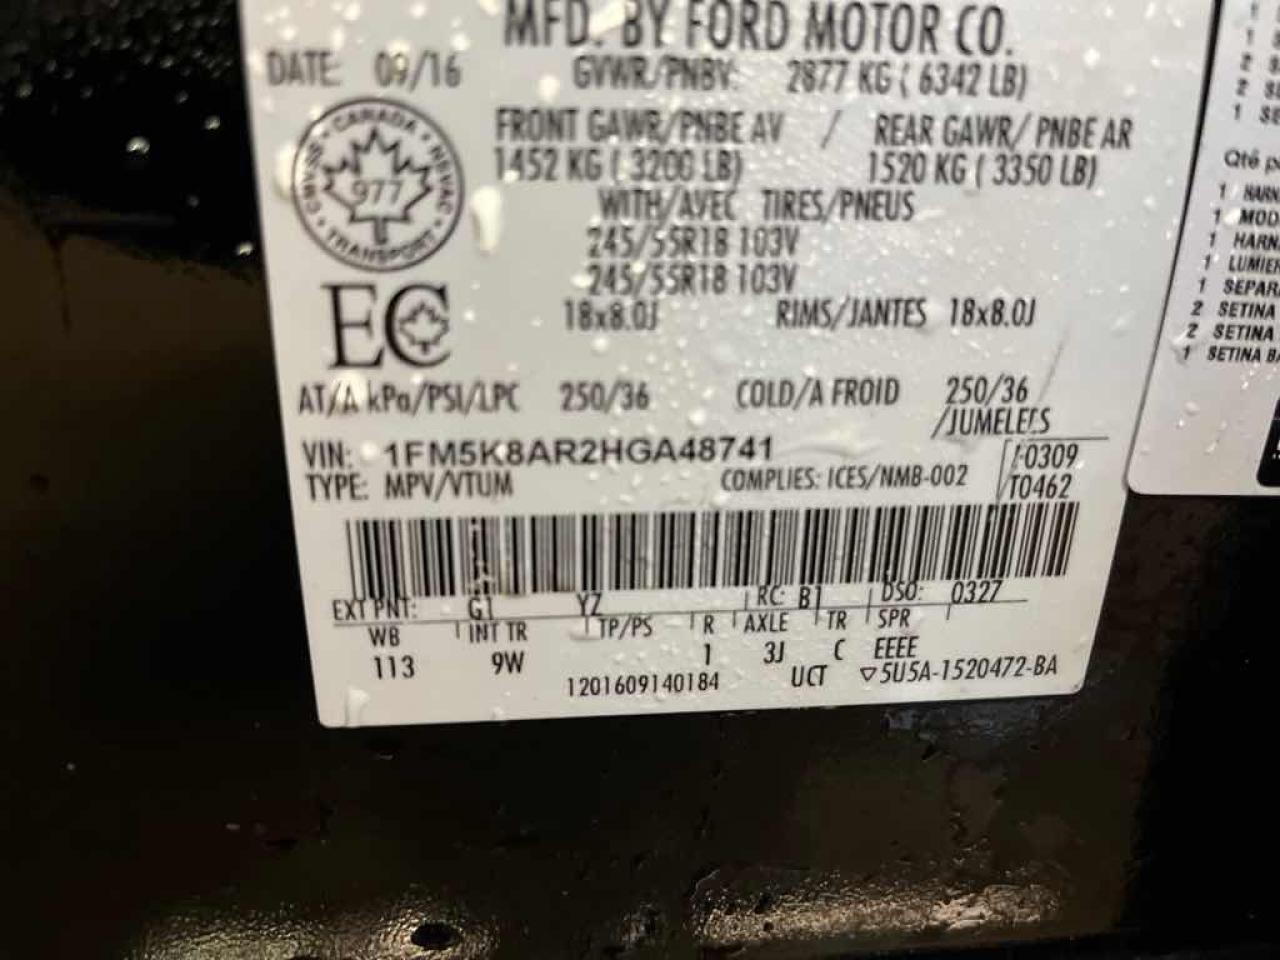 MFD. BY FORD MOTOR CO.
DATE: 09/16 GVWR/PNBV: 2877 KG ( 6342 LB)
FRONT GAWR/PNBE AV / REAR GAWR/ PNBE AR
1452 KG ( 3200 LB) 1520 KG ( 3350 LB)
WITH/AVEC TIRES/PNEUS
245/55R18 103V
245/55R18 103V
18x8.0J RIMS/JANTES 18x8.0J
CANADA
977
TRANSPORT
EC
AT/A kPa/PSI/LPC 250/36 COLD/A FROID 250/36
/JUMELEES
VIN: 1FM5K8AR2HGA48741
TYPE: MPV/VTUM COMPLIES: ICES/NMB-002
F0309
T0462
EXT PNT: G1 YZ RC: B1 DSO: 0327
WB INT TR TP/PS R AXLE TR SPR
113 9W 1 3J C EEEE
1201609140184 UCT 5U5A-1520472-BA
1
1
2
2
1
Qté
1 HARN
1 MOD
1 HARN
1 LUMIER
1 SEPAR
2 SETINA
2 SETINA
1 SETINA BA